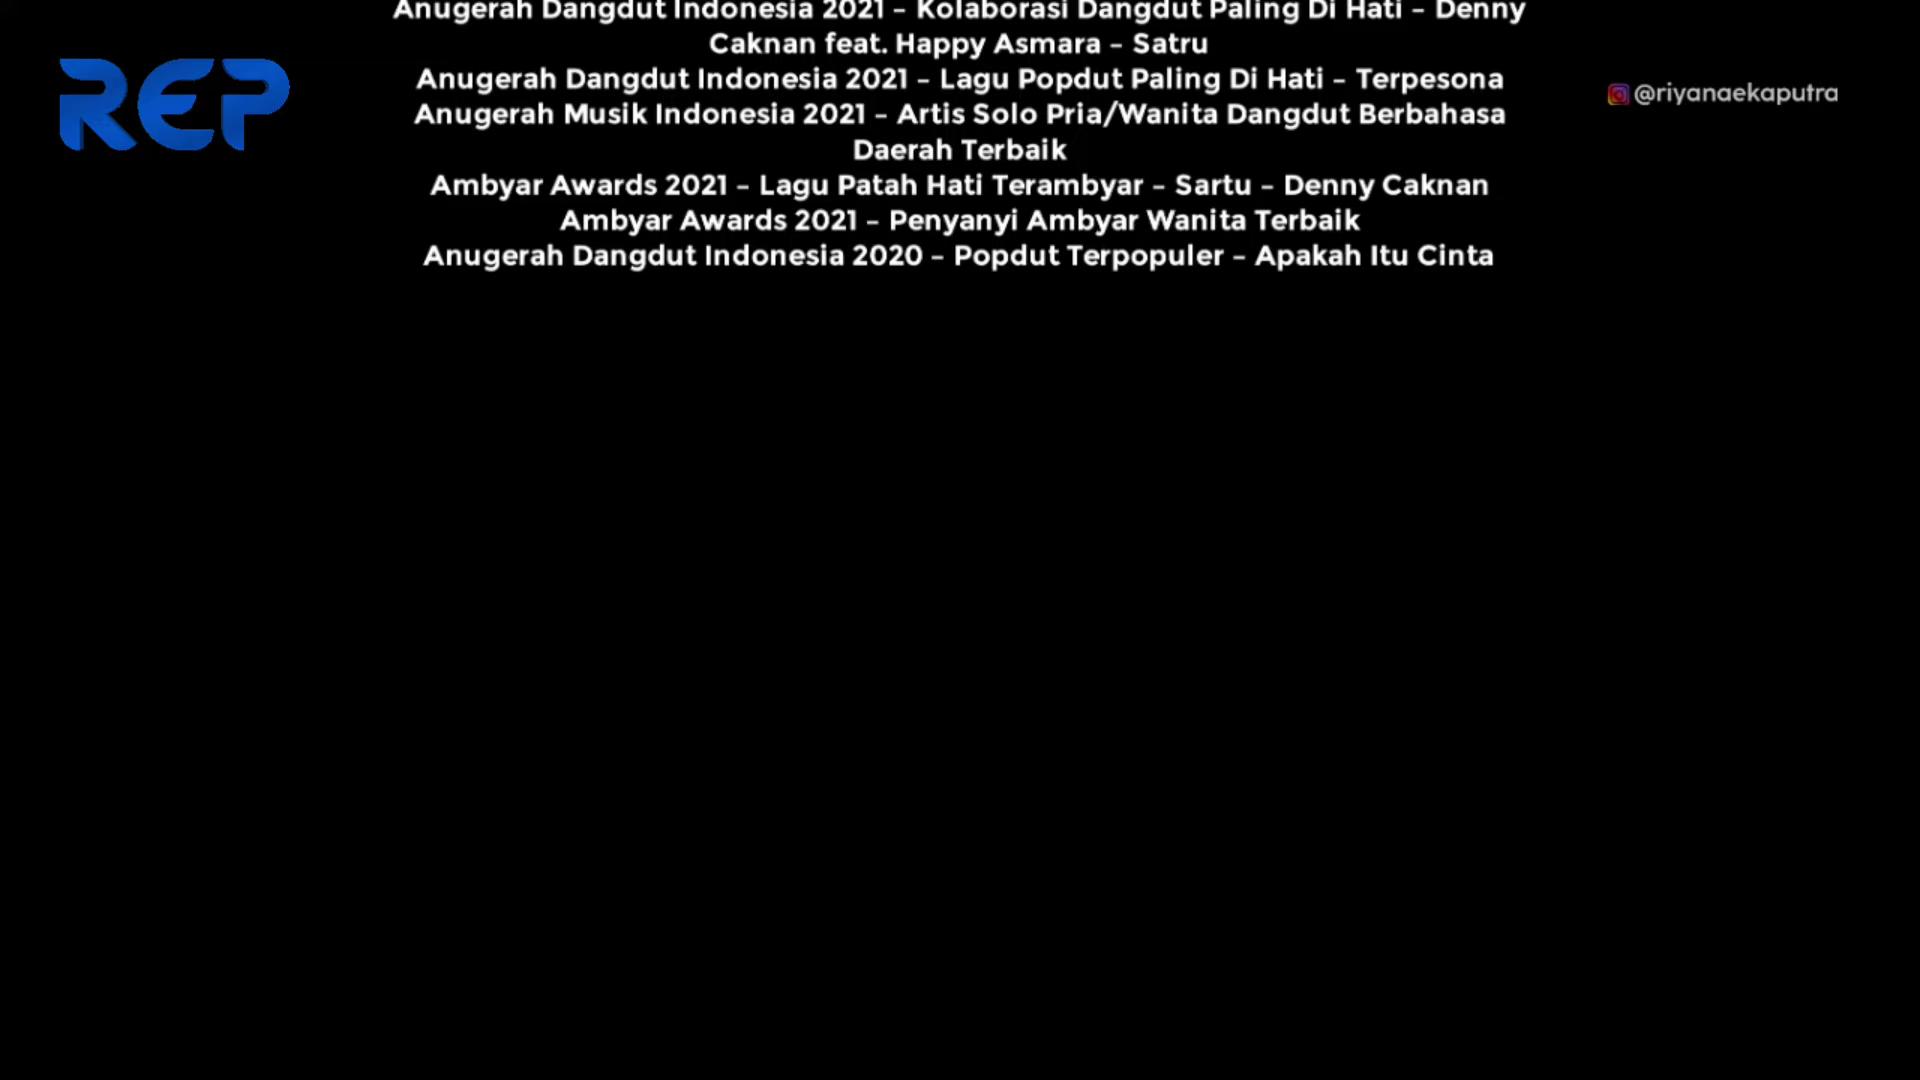 Anugerah Dangdut Indonesia 2021 – Kolaborasi Dangdut Paling Di Hati – Denny
Caknan feat. Happy Asmara – Satru
Anugerah Dangdut Indonesia 2021 – Lagu Popdut Paling Di Hati – Terpesona
Anugerah Musik Indonesia 2021 – Artis Solo Pria/Wanita Dangdut Berbahasa
Daerah Terbaik
Ambyar Awards 2021 – Lagu Patah Hati Terambyar – Sartu – Denny Caknan
Ambyar Awards 2021 – Penyanyi Ambyar Wanita Terbaik
Anugerah Dangdut Indonesia 2020 – Popdut Terpopuler – Apakah Itu Cinta
REP
@riyanaekaputra